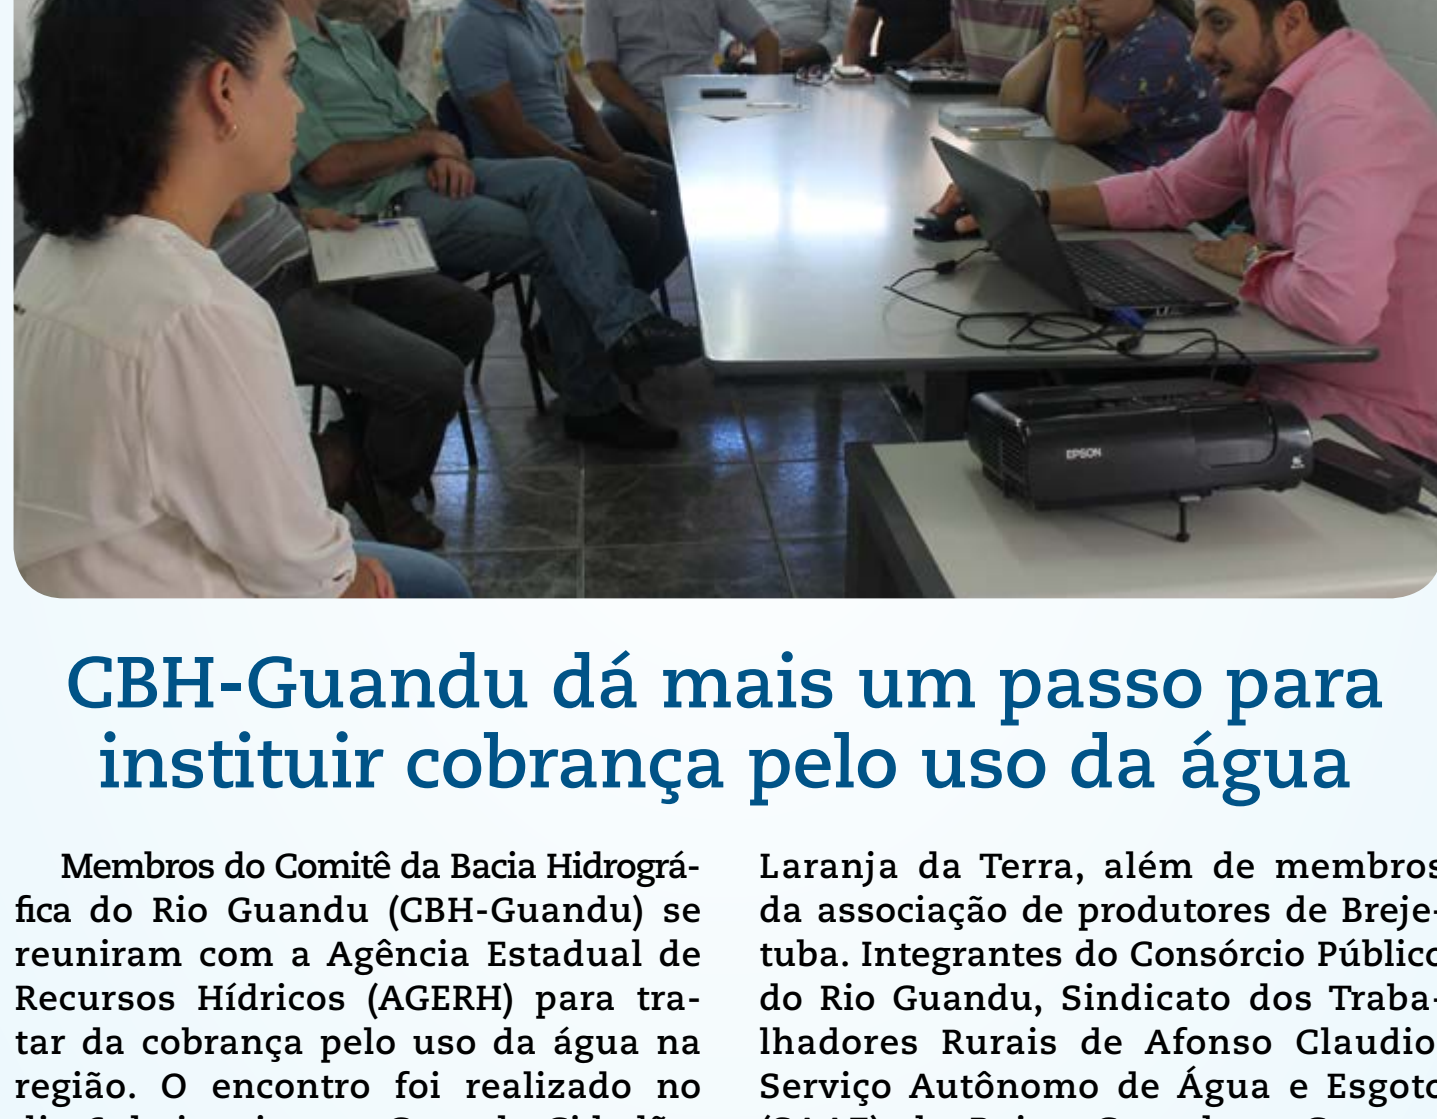 EPSON
CBH-Guandu dá mais um passo para
instituir cobrança pelo uso da água
Membros do Comitê da Bacia Hidrográ-
fica do Rio Guandu (CBH-Guandu) se
reuniram com a Agência Estadual de
Recursos Hídricos (AGERH) para tra-
tar da cobrança pelo uso da água na
região. O encontro foi realizado no
Laranja da Terra, além de membros
da associação de produtores de Breje-
tuba. Integrantes do Consórcio Público
do Rio Guandu, Sindicato dos Traba-
lhadores Rurais de Afonso Claudio
Serviço Autônomo de Água e Esgoto